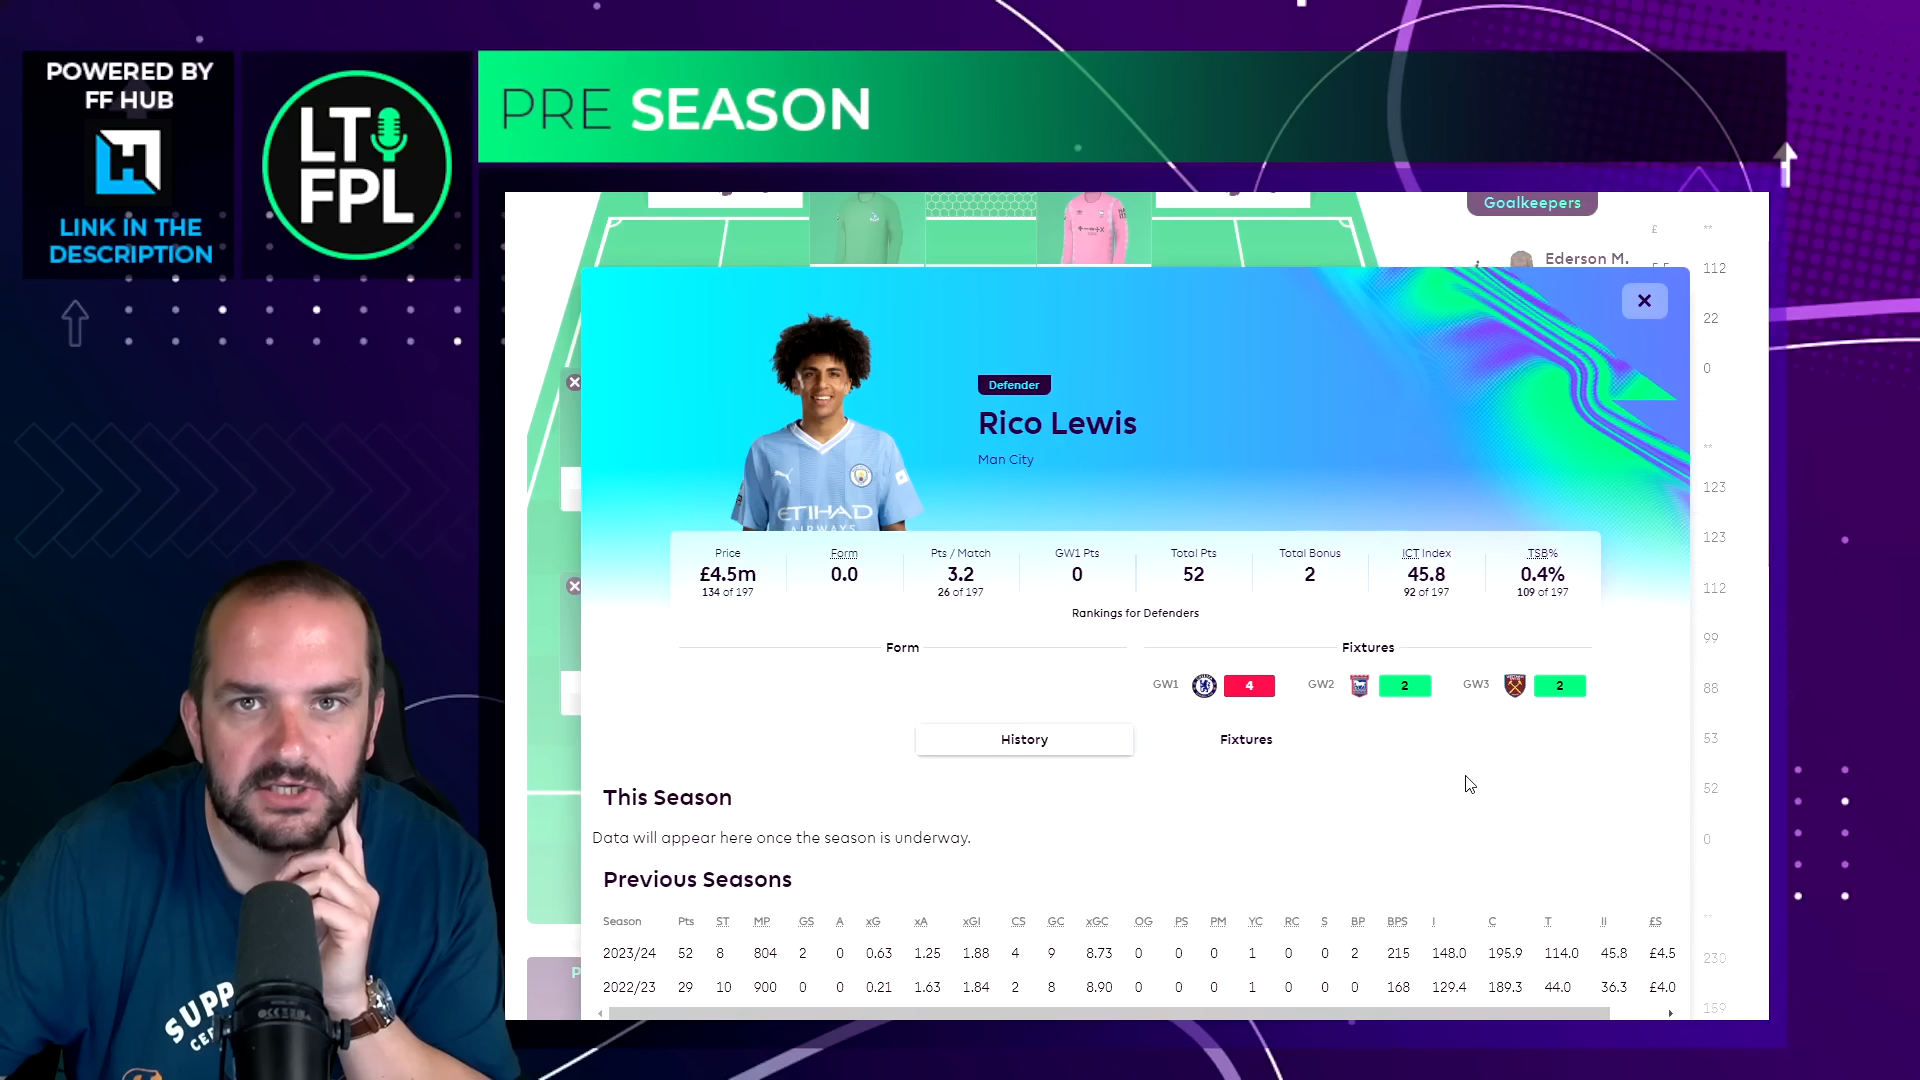 POWERED BY
FF HUB
LINK IN THE
DESCRIPTION
LT
FPL
PRE SEASON
Goalkeepers
£ **
Ederson M.
112
22
0
**
123
123
112
99
88
53
52
0
**
230
159
Defender
Rico Lewis
Man City
ETIHAD
AIRWAYS
Price Form Pts / Match GW1 Pts Total Pts Total Bonus ICT Index TSB%
£4.5m 0.0 3.2 0 52 2 45.8 0.4%
134 of 197 26 of 197 92 of 197 109 of 197
Rankings for Defenders
Form Fixtures
GW1 4 GW2 2 GW3 2
History Fixtures
This Season
Data will appear here once the season is underway.
Previous Seasons
Season Pts ST MP GS A xG xA xGI CS GC xGC OG PS PM YC RC S BP BPS I C T II £S
2023/24 52 8 804 2 0 0.63 1.25 1.88 4 9 8.73 0 0 0 1 0 0 2 215 148.0 195.9 114.0 45.8 £4.5
2022/23 29 10 900 0 0 0.21 1.63 1.84 2 8 8.90 0 0 0 1 0 0 0 168 129.4 189.3 44.0 36.3 £4.0
SUPP